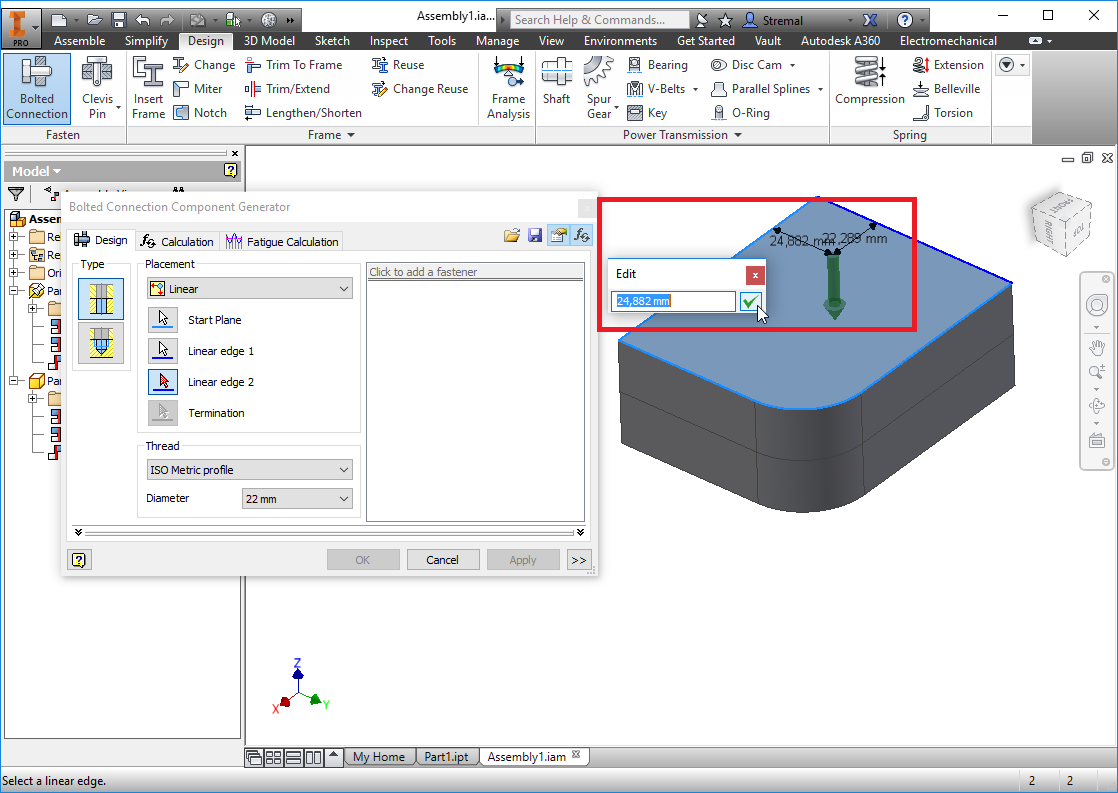 PRO
Assembly1.ia...
Search Help & Commands...
Stremal
Assemble Simplify Design 3D Model Sketch Inspect Tools Manage View Environments Get Started Vault Autodesk A360 Electromechanical
Bolted Connection
Clevis Pin
Insert Frame
Change
Miter
Notch
Trim To Frame
Trim/Extend
Lengthen/Shorten
Reuse
Change Reuse
Frame Analysis
Shaft
Spur Gear
Bearing
V-Belts
Key
Disc Cam
Parallel Splines
O-Ring
Compression
Extension
Belleville
Torsion
Fasten
Frame
Power Transmission
Spring
Model
Assem
Re
Re
Ori
Par
Par
Bolted Connection Component Generator
Design Calculation Fatigue Calculation
Type
Placement
Linear
Start Plane
Linear edge 1
Linear edge 2
Termination
Thread
ISO Metric profile
Diameter
22 mm
Click to add a fastener
OK Cancel Apply >>
24,882 mm
22,289 mm
Edit
24,882 mm
FRONT
RIGHT
TOP
Z
X
Y
My Home Part1.ipt Assembly1.iam
Select a linear edge.
2 2